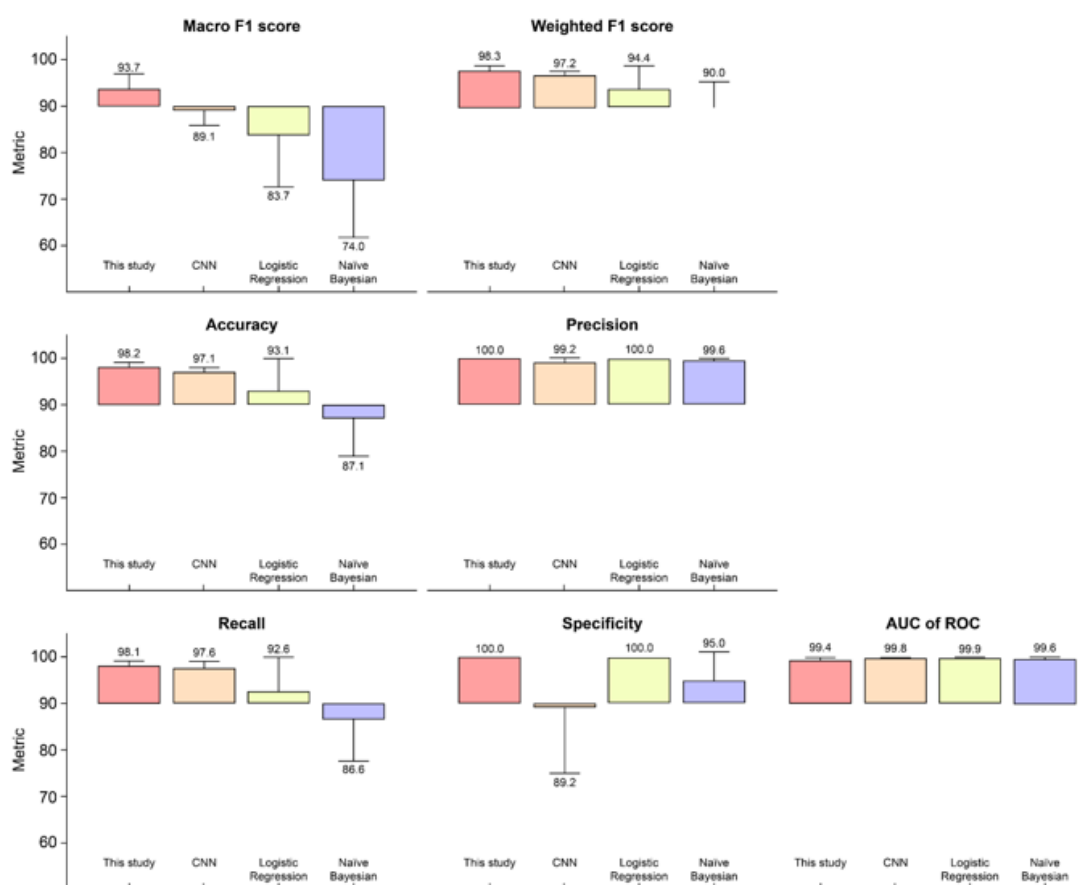 Macro F1 score
Weighted F1 score
Metric
100
90
80
70
60
93.7
89.1
83.7
74.0
This study
CNN
Logistic
Regression
Naïve
Bayesian
98.3
97.2
94.4
90.0
This study
CNN
Logistic
Regression
Naïve
Bayesian
Accuracy
Precision
Metric
100
90
80
70
60
98.2
97.1
93.1
87.1
This study
CNN
Logistic
Regression
Naïve
Bayesian
100.0
99.2
100.0
99.6
This study
CNN
Logistic
Regression
Naïve
Bayesian
Recall
Specificity
AUC of ROC
Metric
100
90
80
70
60
98.1
97.6
92.6
86.6
This study
CNN
Logistic
Regression
Naïve
Bayesian
100.0
89.2
100.0
95.0
This study
CNN
Logistic
Regression
Naïve
Bayesian
99.4
99.8
99.9
99.6
This study
CNN
Logistic
Regression
Naïve
Bayesian